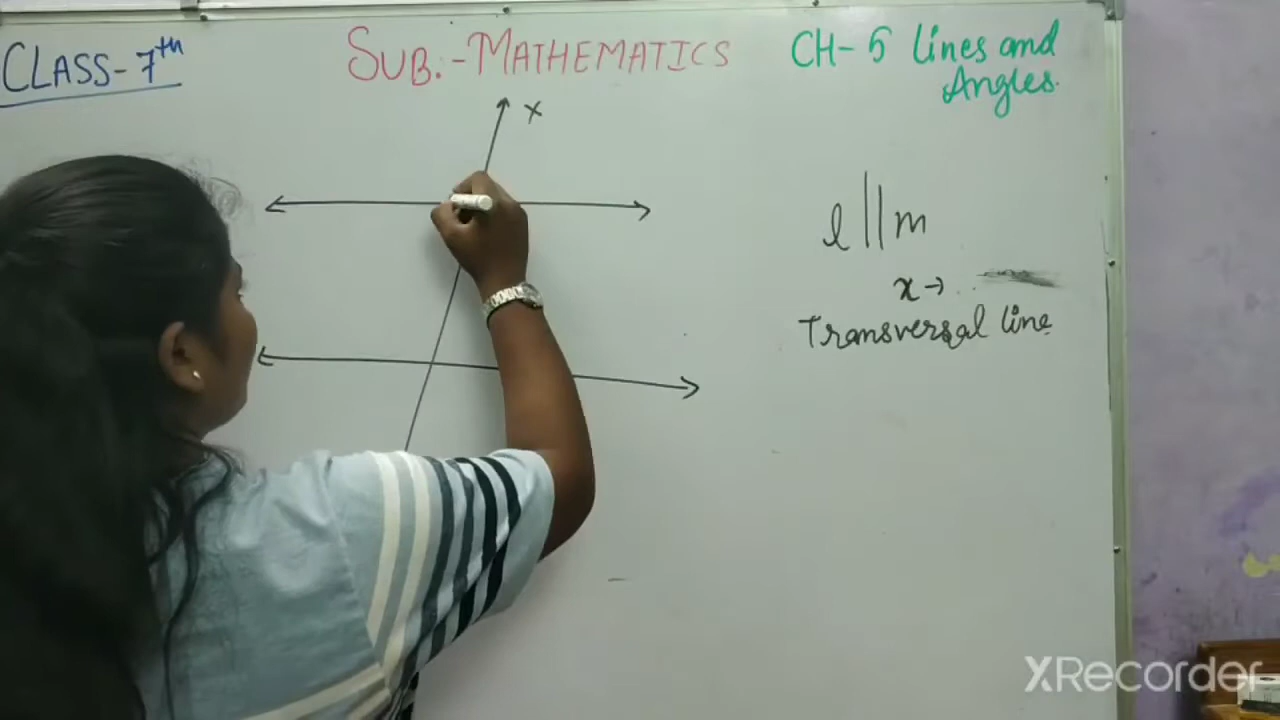 CLASS-7th
SUB.-MATHEMATICS
CH-5 Lines and
Angles.
x
l || m
x →
Transversal line
XRecorder